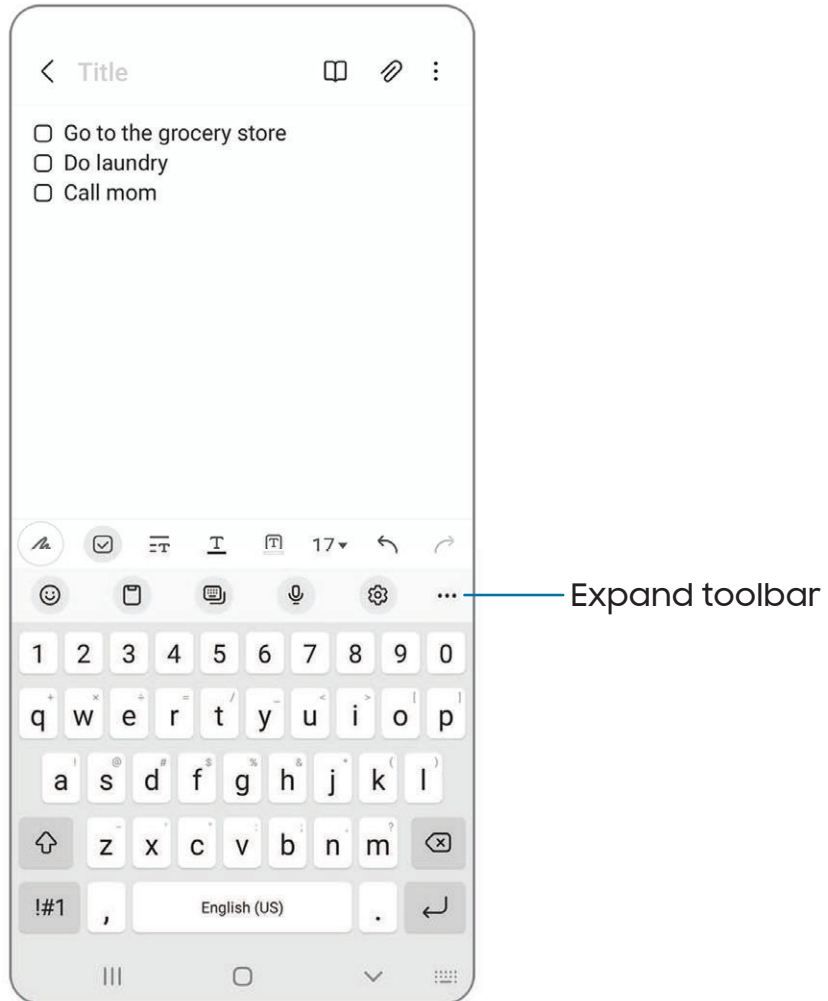 Title
Go to the grocery store
Do laundry
Call mom
T T T 17
Expand toolbar
1 2 3 4 5 6 7 8 9 0
+ × ÷ = / _ < > [ ]
q w e r t y u i o p
! @ # $ % & * ( )
a s d f g h j k l
- ' " : ; , ?
z x c v b n m
!#1 , English (US) .